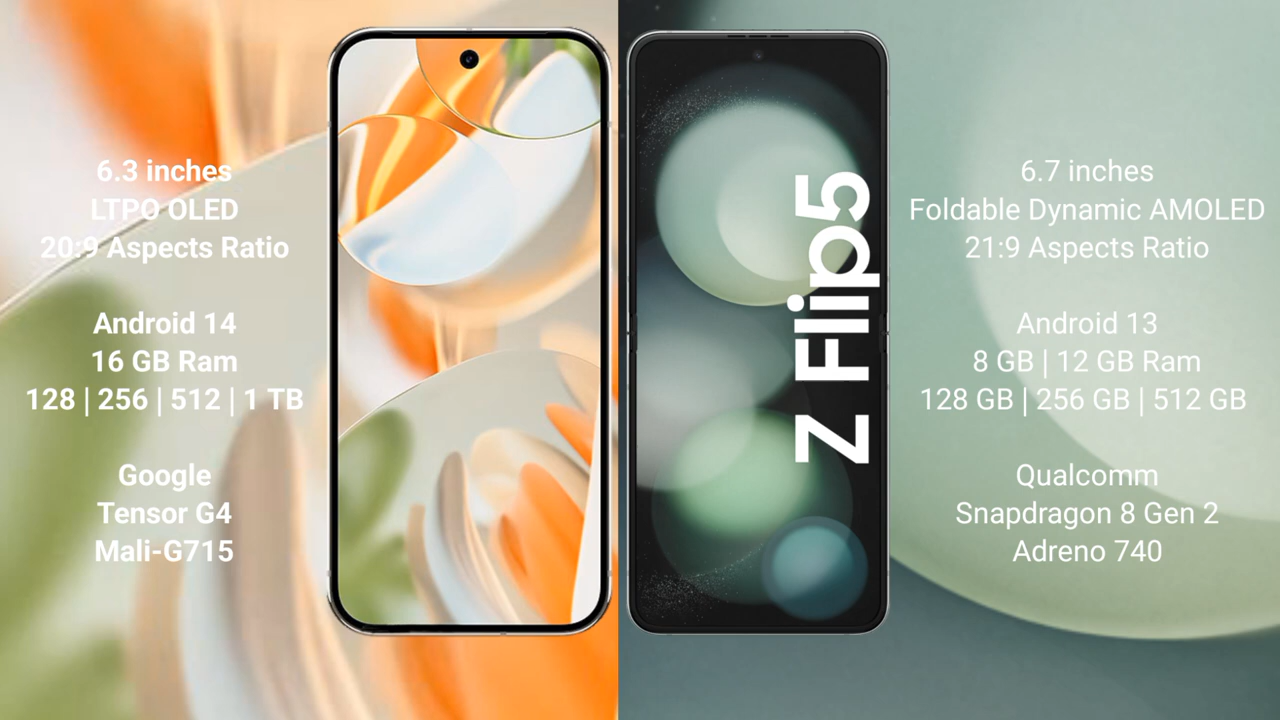 6.3 inches
LTPO OLED
20:9 Aspects Ratio
Android 14
16 GB Ram
128 | 256 | 512 | 1 TB
Google
Tensor G4
Mali-G715
Z Flip5
6.7 inches
Foldable Dynamic AMOLED
21:9 Aspects Ratio
Android 13
8 GB | 12 GB Ram
128 GB | 256 GB | 512 GB
Qualcomm
Snapdragon 8 Gen 2
Adreno 740